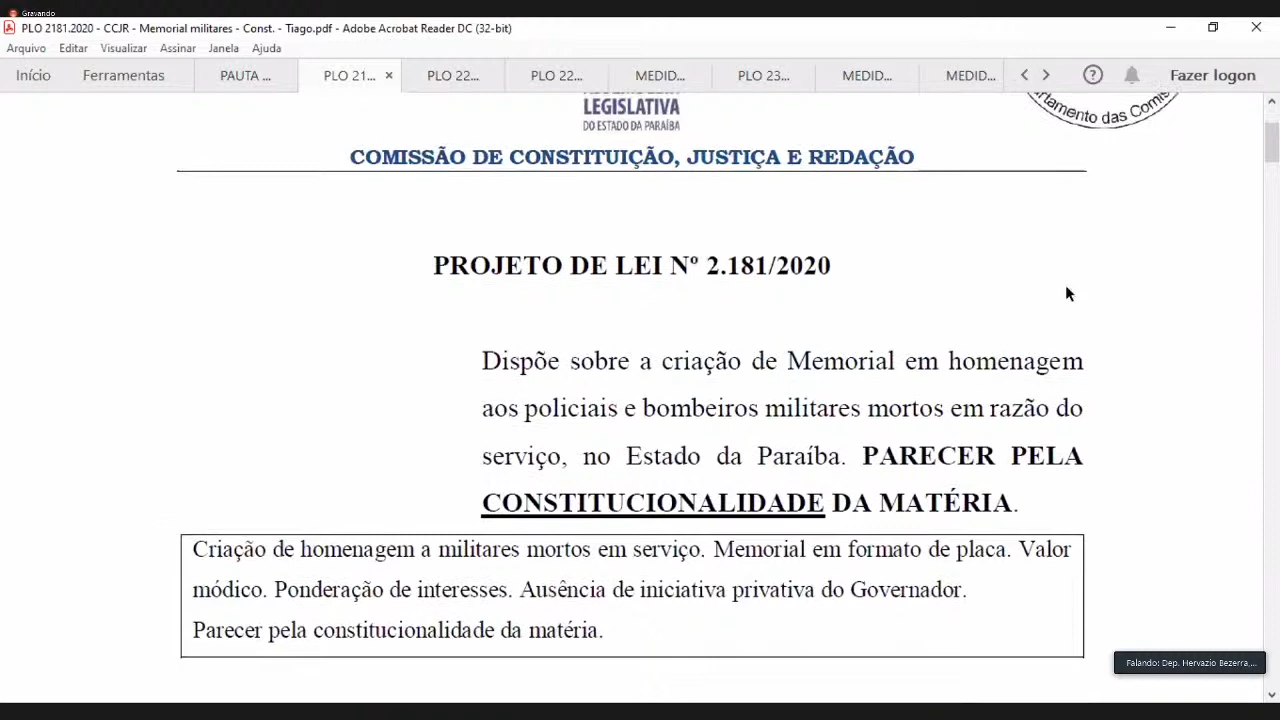 Gravando
PLO 2181.2020 - CCJR - Memorial militares - Const. - Tiago.pdf - Adobe Acrobat Reader DC (32-bit)
Arquivo Editar Visualizar Assinar Janela Ajuda
Início Ferramentas PAUTA ... PLO 21... × PLO 22... PLO 22... MEDID... PLO 23... MEDID... MEDID... Fazer logon
LEGISLATIVA
DO ESTADO DA PARAÍBA
COMISSÃO DE CONSTITUIÇÃO, JUSTIÇA E REDAÇÃO
PROJETO DE LEI Nº 2.181/2020
Dispõe sobre a criação de Memorial em homenagem
aos policiais e bombeiros militares mortos em razão do
serviço, no Estado da Paraíba. PARECER PELA
CONSTITUCIONALIDADE DA MATÉRIA.
Criação de homenagem a militares mortos em serviço. Memorial em formato de placa. Valor
módico. Ponderação de interesses. Ausência de iniciativa privativa do Governador.
Parecer pela constitucionalidade da matéria.
Falando: Dep. Hervazio Bezerra,...